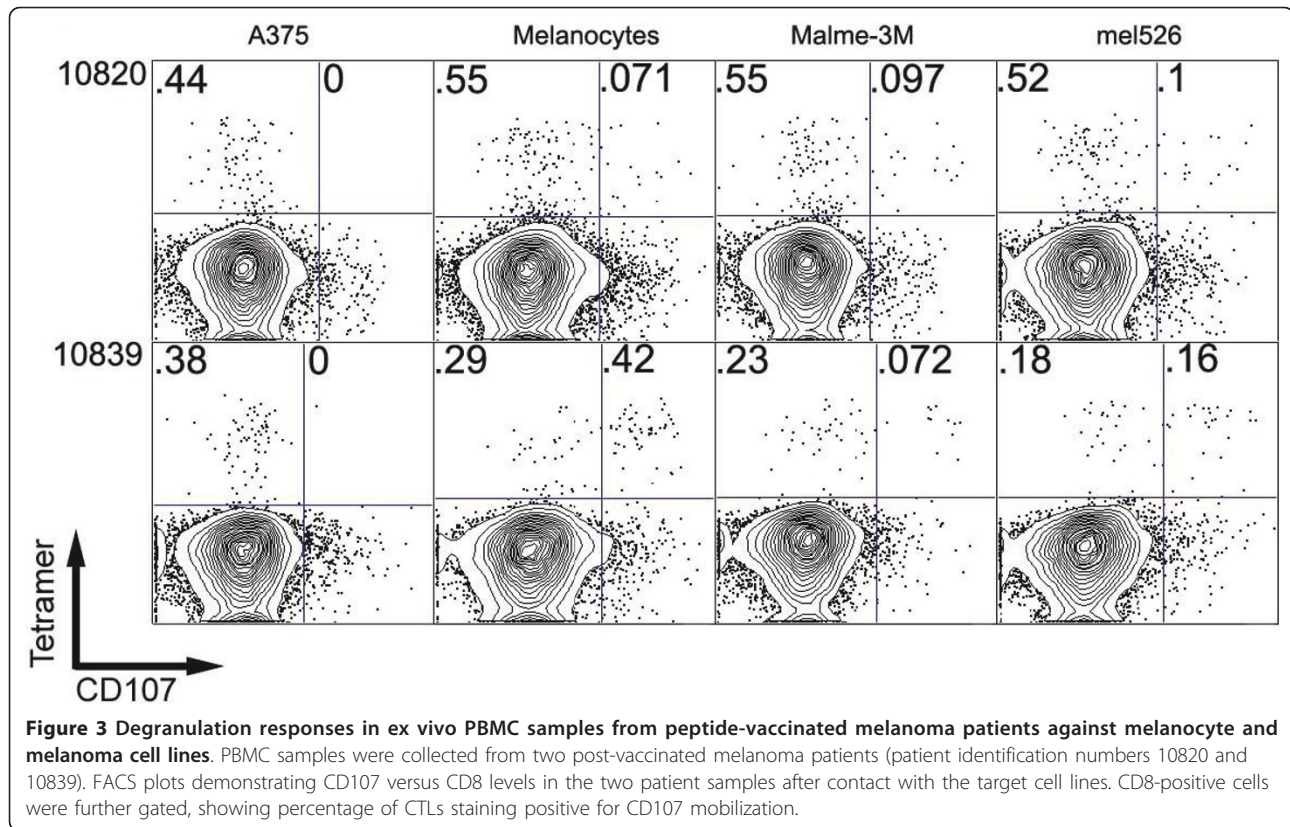 A375 Melanocytes Malme-3M mel526
10820 .44 0 .55 .071 .55 .097 .52 .1
10839 .38 0 .29 .42 .23 .072 .18 .16
Tetramer
CD107
Figure 3 Degranulation responses in ex vivo PBMC samples from peptide-vaccinated melanoma patients against melanocyte and
melanoma cell lines. PBMC samples were collected from two post-vaccinated melanoma patients (patient identification numbers 10820 and
10839). FACS plots demonstrating CD107 versus CD8 levels in the two patient samples after contact with the target cell lines. CD8-positive cells
were further gated, showing percentage of CTLs staining positive for CD107 mobilization.